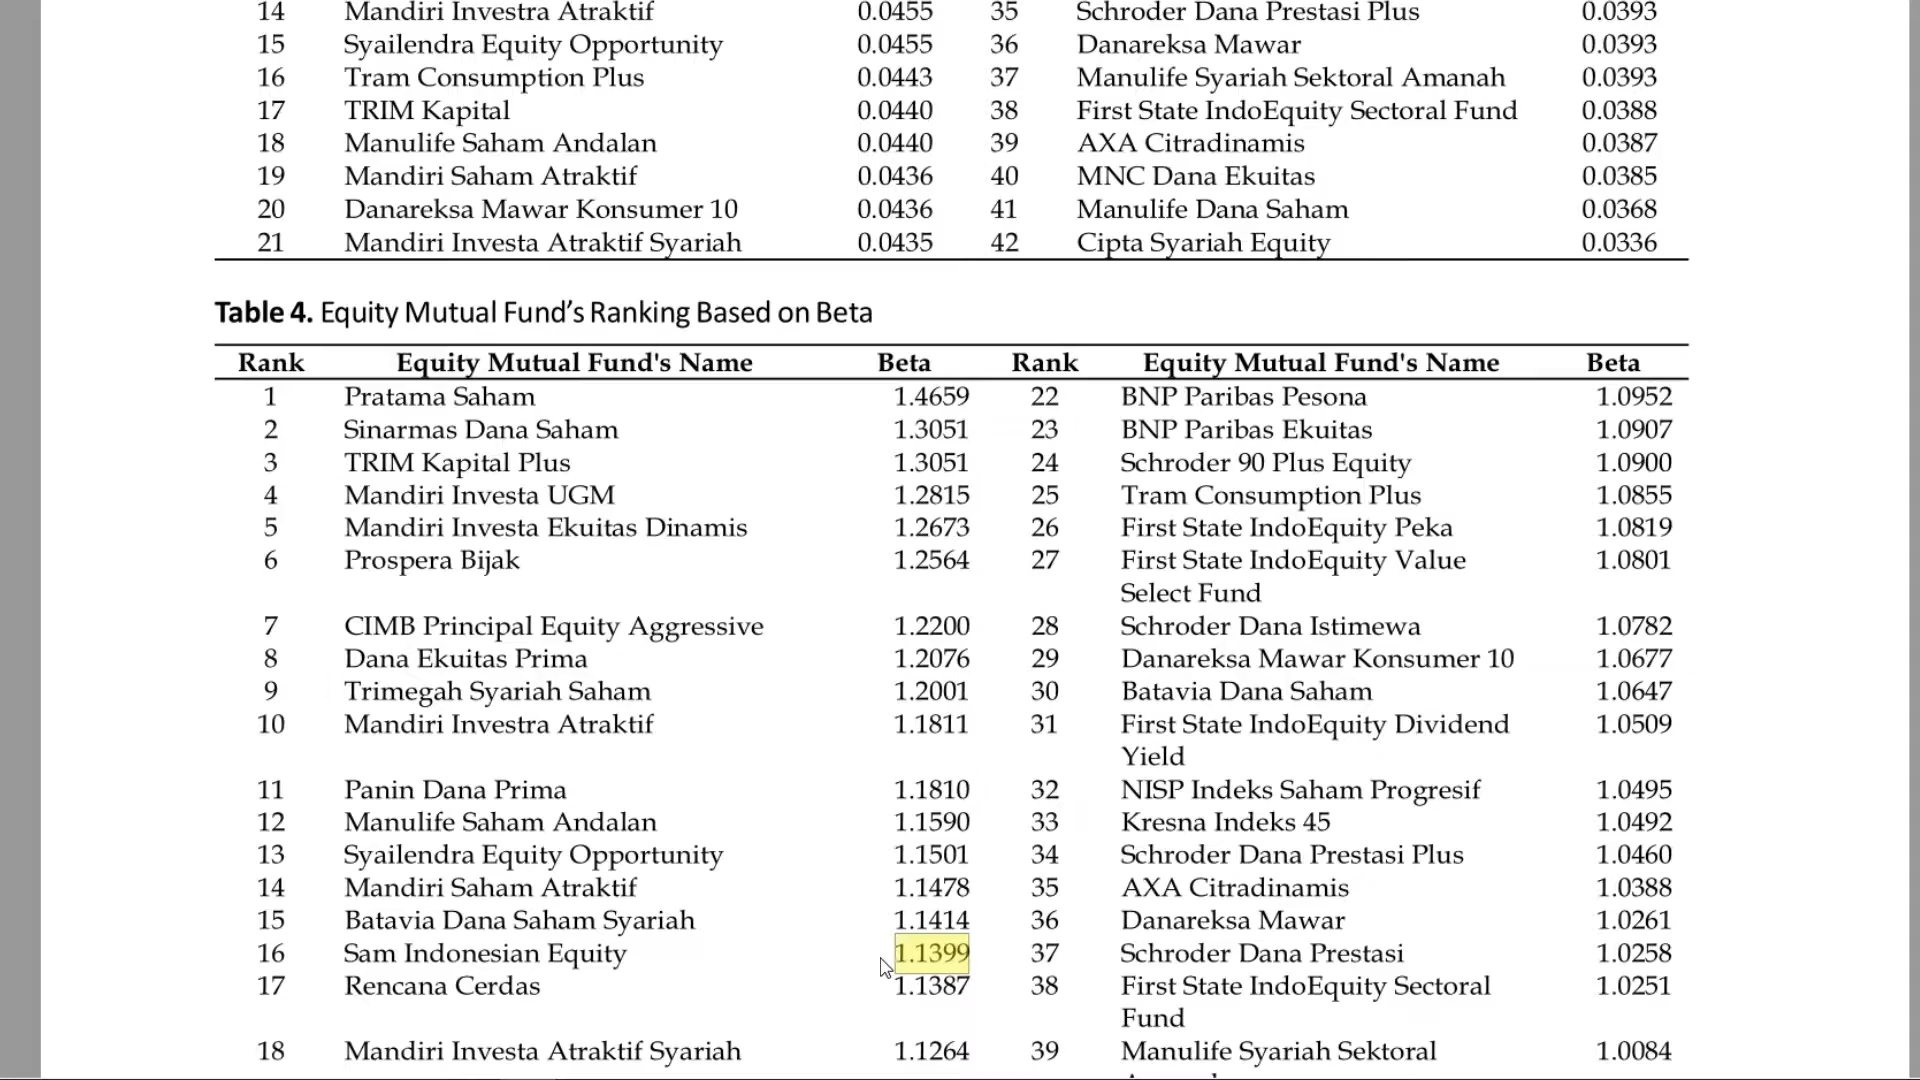 14 Mandiri Investra Atraktif 0.0455 35 Schroder Dana Prestasi Plus 0.0393
15 Syailendra Equity Opportunity 0.0455 36 Danareksa Mawar 0.0393
16 Tram Consumption Plus 0.0443 37 Manulife Syariah Sektoral Amanah 0.0393
17 TRIM Kapital 0.0440 38 First State IndoEquity Sectoral Fund 0.0388
18 Manulife Saham Andalan 0.0440 39 AXA Citradinamis 0.0387
19 Mandiri Saham Atraktif 0.0436 40 MNC Dana Ekuitas 0.0385
20 Danareksa Mawar Konsumer 10 0.0436 41 Manulife Dana Saham 0.0368
21 Mandiri Investa Atraktif Syariah 0.0435 42 Cipta Syariah Equity 0.0336
Table 4. Equity Mutual Fund's Ranking Based on Beta
Rank Equity Mutual Fund's Name Beta Rank Equity Mutual Fund's Name Beta
1 Pratama Saham 1.4659 22 BNP Paribas Pesona 1.0952
2 Sinarmas Dana Saham 1.3051 23 BNP Paribas Ekuitas 1.0907
3 TRIM Kapital Plus 1.3051 24 Schroder 90 Plus Equity 1.0900
4 Mandiri Investa UGM 1.2815 25 Tram Consumption Plus 1.0855
5 Mandiri Investa Ekuitas Dinamis 1.2673 26 First State IndoEquity Peka 1.0819
6 Prospera Bijak 1.2564 27 First State IndoEquity Value 1.0801
Select Fund
7 CIMB Principal Equity Aggressive 1.2200 28 Schroder Dana Istimewa 1.0782
8 Dana Ekuitas Prima 1.2076 29 Danareksa Mawar Konsumer 10 1.0677
9 Trimegah Syariah Saham 1.2001 30 Batavia Dana Saham 1.0647
10 Mandiri Investra Atraktif 1.1811 31 First State IndoEquity Dividend 1.0509
Yield
11 Panin Dana Prima 1.1810 32 NISP Indeks Saham Progresif 1.0495
12 Manulife Saham Andalan 1.1590 33 Kresna Indeks 45 1.0492
13 Syailendra Equity Opportunity 1.1501 34 Schroder Dana Prestasi Plus 1.0460
14 Mandiri Saham Atraktif 1.1478 35 AXA Citradinamis 1.0388
15 Batavia Dana Saham Syariah 1.1414 36 Danareksa Mawar 1.0261
16 Sam Indonesian Equity 1.1399 37 Schroder Dana Prestasi 1.0258
17 Rencana Cerdas 1.1387 38 First State IndoEquity Sectoral 1.0251
Fund
18 Mandiri Investa Atraktif Syariah 1.1264 39 Manulife Syariah Sektoral 1.0084